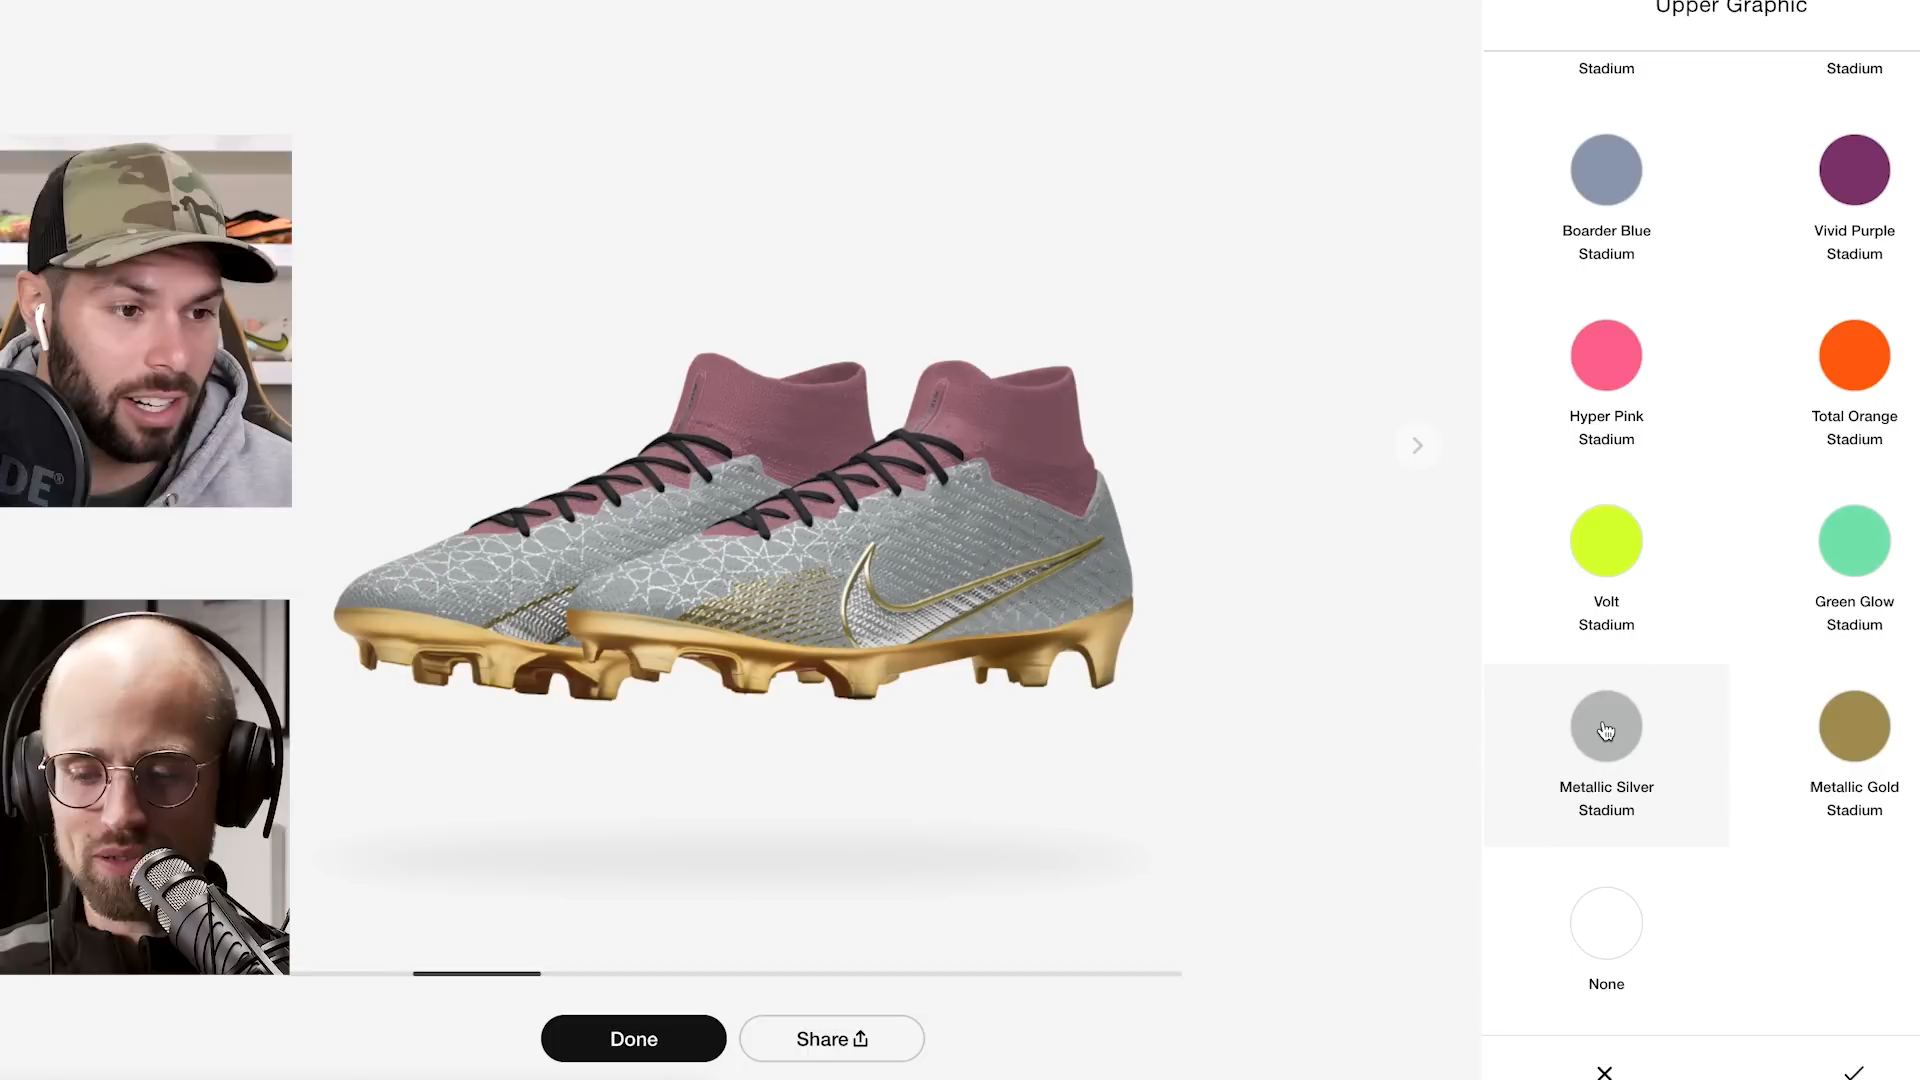 Upper Graphic
Stadium
Stadium
Boarder Blue
Stadium
Vivid Purple
Stadium
Hyper Pink
Stadium
Total Orange
Stadium
Volt
Stadium
Green Glow
Stadium
Metallic Silver
Stadium
Metallic Gold
Stadium
None
DE®
Done
Share